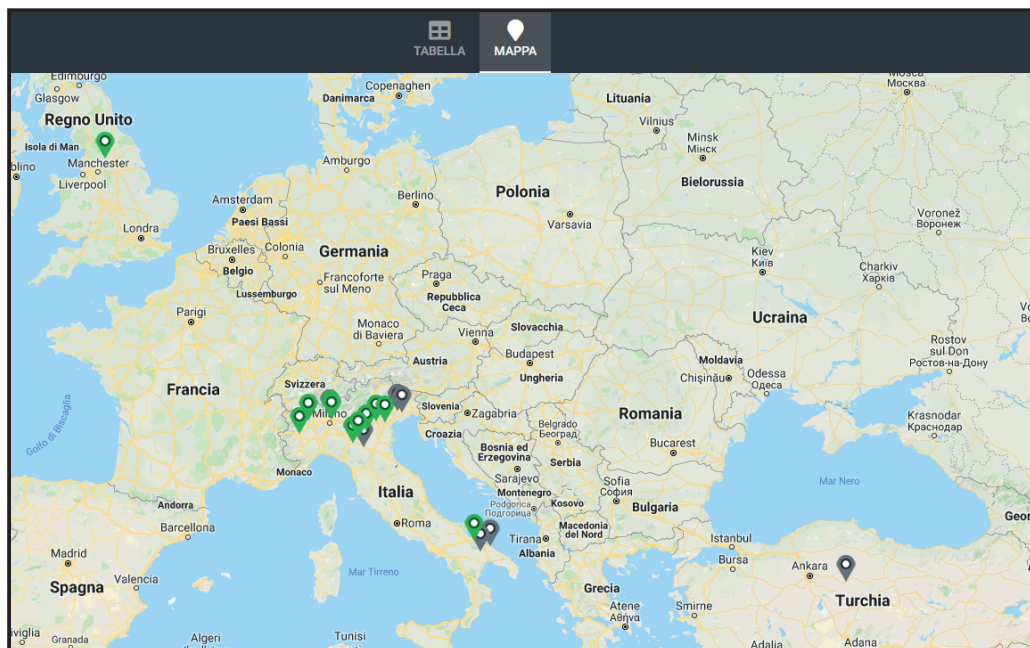 TABELLA
MAPPA
Edimburgo
Glasgow
Copenaghen
Danimarca
Lituania
Москва
Regno Unito
Vilnius
Isola di Man
Minsk
Мінск
Manchester
Liverpool
Amburgo
Bielorussia
Polonia
Berlino
Amsterdam
Paesi Bassi
Varsavia
Voronež
Воронеж
Londra
Bruxelles
Colonia
Germania
Kiev
Київ
Belgio
Francoforte
sul Meno
Praga
Charkiv
Харків
Lussemburgo
Repubblica
Ceca
Parigi
Monaco
di Baviera
Vienna
Slovacchia
Ucraina
Rostov
sul Don
Ростов-на-Дону
Budapest
Austria
Moldavia
Svizzera
Ungheria
Chișinău
Odessa
Одеса
Francia
Golfo di Biscaglia
Slovenia
Zagabria
Romania
Krasnodar
Краснодар
Milano
Croazia
Belgrado
Београд
Bucarest
Bosnia ed
Erzegovina
Serbia
Monaco
Sarajevo
Mar Nero
Italia
Montenegro
Kosovo
Sofia
София
Andorra
Podgorica
Подгорица
Bulgaria
Barcellona
Roma
Macedonia
del Nord
Tirana
Istanbul
Albania
Madrid
Bursa
Ankara
Mar Tirreno
Valencia
Spagna
Grecia
Turchia
Smirne
Atene
Αθήνα
Granada
Algeri
Tunisi
Adalia
Adana